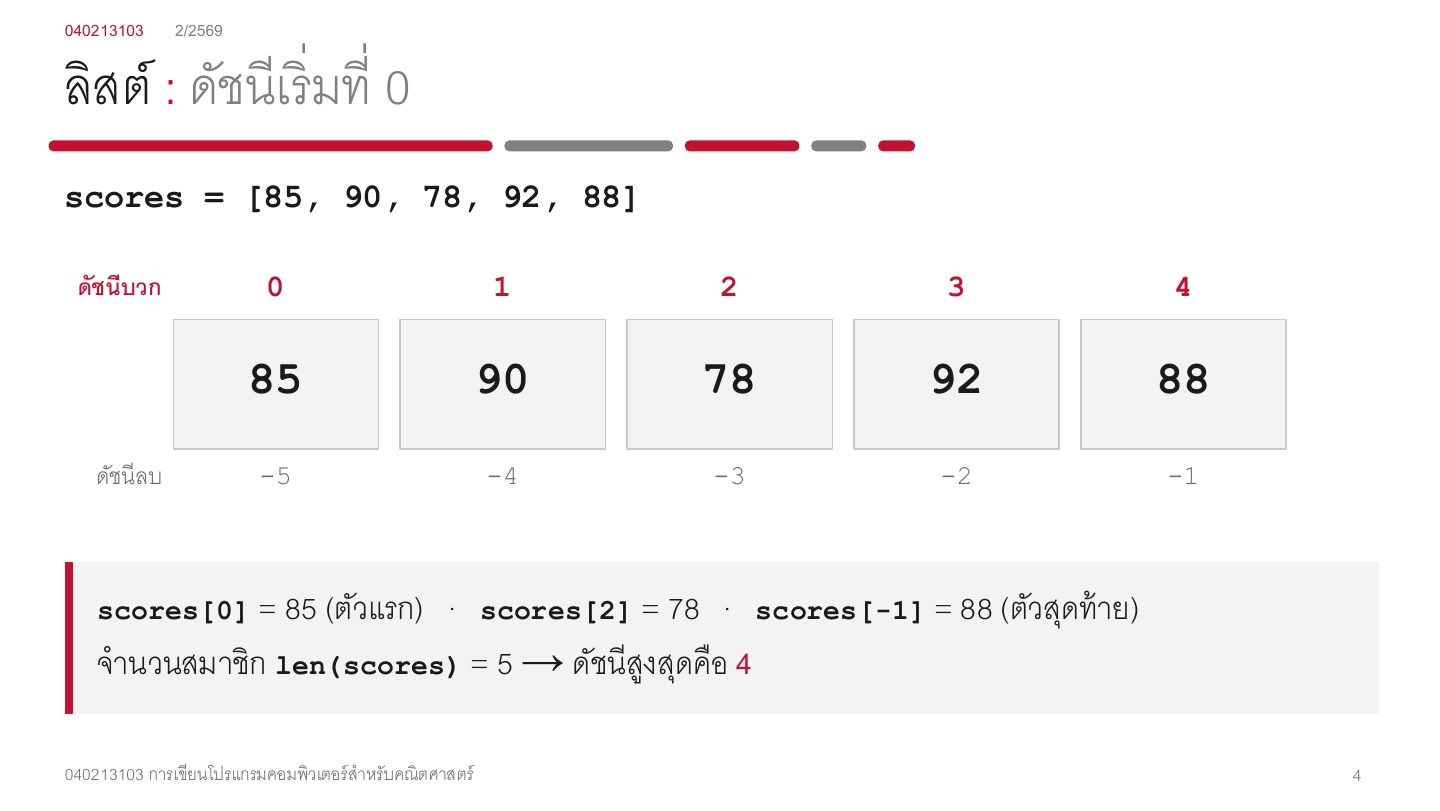 040213103 2/2569
ลิสต์ : ดัชนีเริ่มที่ 0
scores = [85, 90, 78, 92, 88]
ดัชนีบวก 0 1 2 3 4
85 90 78 92 88
ดัชนีลบ -5 -4 -3 -2 -1
scores[0] = 85 (ตัวแรก) · scores[2] = 78 · scores[-1] = 88 (ตัวสุดท้าย)
จำนวนสมาชิก len(scores) = 5 → ดัชนีสูงสุดคือ 4
040213103 การเขียนโปรแกรมคอมพิวเตอร์สำหรับคณิตศาสตร์ 4